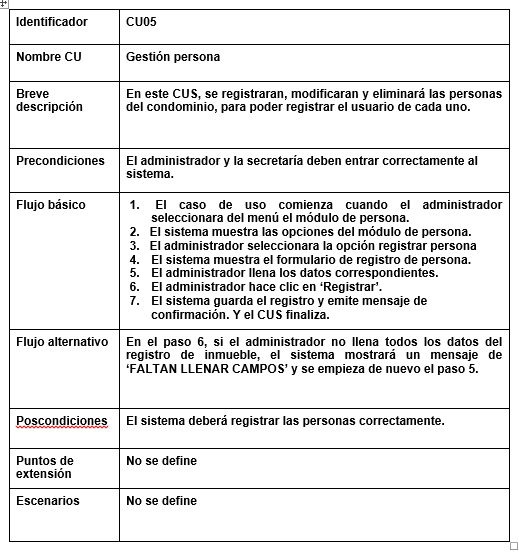 Identificador CU05
Nombre CU Gestión persona
Breve descripción
En este CUS, se registraran, modificaran y eliminará las personas
del condominio, para poder registrar el usuario de cada uno.
Precondiciones
El administrador y la secretaría deben entrar correctamente al
sistema.
Flujo básico
1. El caso de uso comienza cuando el administrador
seleccionara del menú el módulo de persona.
2. El sistema muestra las opciones del módulo de persona.
3. El administrador seleccionara la opción registrar persona
4. El sistema muestra el formulario de registro de persona.
5. El administrador llena los datos correspondientes.
6. El administrador hace clic en ‘Registrar’.
7. El sistema guarda el registro y emite mensaje de
confirmación. Y el CUS finaliza.
Flujo alternativo
En el paso 6, si el administrador no llena todos los datos del
registro de inmueble, el sistema mostrará un mensaje de
‘FALTAN LLENAR CAMPOS’ y se empieza de nuevo el paso 5.
Poscondiciones
El sistema deberá registrar las personas correctamente.
Puntos de
extensión
No se define
Escenarios
No se define